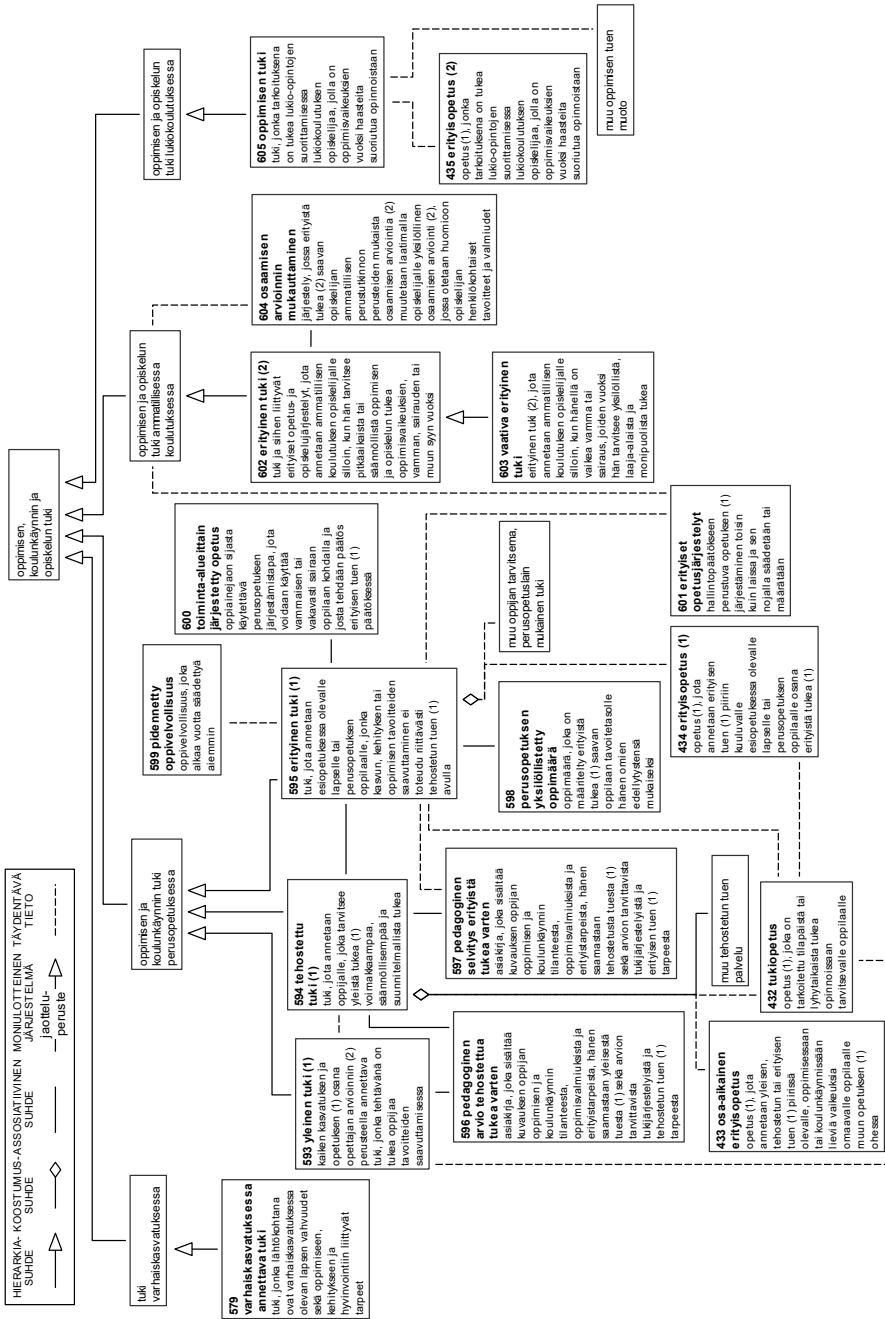 HIERARKIA- KOOSTUMUS- ASSOSIATIIVINEN MONIULOTTEINEN TÄYDENTÄVÄ
SUHDE SUHDE SUHDE JÄRJESTELMÄ TIETO
jaottelu-
peruste
oppimisen,
koulunkäynnin ja
opiskelun tuki
tuki
varhaiskasvatuksessa
579
varhaiskasvatuksessa
annettava tuki
tuki, jonka lähtökohtana
ovat varhaiskasvatuksessa
olevan lapsen vahvuudet
sekä oppimiseen,
kehitykseen ja
hyvinvointiin liittyvät
tarpeet
oppimisen ja
koulunkäynnin tuki
perusopetuksessa
593 yleinen tuki (1)
kaiken kasvatuksen ja
opetuksen (1) osana
opettajan arvioinnin (2)
perusteella annettava
tuki, jonka tehtävänä on
tukea oppijaa
tavoitteiden
saavuttamisessa
594 tehostettu
tuki (1)
tuki, jota annetaan
oppijalle, joka tarvitsee
yleistä tukea (1)
voimakkaampaa,
säännöllisempää ja
suunnitelmallista tukea
595 erityinen tuki (1)
tuki, jota annetaan
esiopetuksessa olevalle
lapselle tai
perusopetuksen
oppilaalle, jonka
kasvun, kehityksen tai
oppimisen tavoitteiden
saavuttaminen ei
toteudu riittävästi
tehostetun tuen (1)
avulla
599 pidennetty
oppivelvollisuus
oppivelvollisuus, joka
alkaa vuotta säädettyä
aiemmin
600
toiminta-alueittain
järjestetty opetus
oppiainejaon sijasta
käytettävä
perusopetuksen
järjestämistapa, jota
voidaan käyttää
vammaisen tai
vakavasti sairaan
oppilaan kohdalla ja
josta tehdään päätös
erityisen tuen (1)
päätöksessä
596 pedagoginen
arvio tehostettua
tukea varten
asiakirja, joka sisältää
kuvauksen oppijan
oppimisen ja
koulunkäynnin
tilanteesta,
oppimisvalmiuksista ja
erityistarpeista, hänen
saamastaan yleisestä
tuesta (1) sekä arvion
tarvittavista
tukijärjestelyistä ja
tehostetun tuen (1)
tarpeesta
597 pedagoginen
selvitys erityistä
tukea varten
asiakirja, joka sisältää
kuvauksen oppijan
oppimisen ja
koulunkäynnin
tilanteesta,
oppimisvalmiuksista ja
erityistarpeista, hänen
saamastaan
tehostetusta tuesta (1)
sekä arvion tarvittavista
tukijärjestelyistä ja
erityisen tuen (1)
tarpeesta
598
perusopetuksen
yksilöllistetty
oppimäärä
oppimäärä, joka on
määritelty erityistä
tukea (1) saavan
oppilaan tavoitetasolle
hänen omien
edellytystensä
mukaiseksi
muu oppijan tarvitsema,
perusopetuslain
mukainen tuki
muu tehostetun tuen
palvelu
433 osa-aikainen
erityisopetus
opetus (1), jota
annetaan yleisen,
tehostetun tai erityisen
tuen (1) piirissä
olevalle, oppimisessaan
tai koulunkäynnissään
lieviä vaikeuksia
omaavalle oppilaalle
muun opetuksen (1)
ohessa
432 tukiopetus
opetus (1), joka on
tarkoitettu tilapäistä tai
lyhytaikaista tukea
opinnoissaan
tarvitsevalle oppilaalle
434 erityisopetus (1)
opetus (1), jota
annetaan erityisen
tuen (1) piiriin
kuuluvalle
esiopetuksessa olevalle
lapselle tai
perusopetuksen
oppilaalle osana
erityistä tukea (1)
601 erityiset
opetusjärjestelyt
hallintopäätökseen
perustuva opetuksen (1)
järjestäminen toisin
kuin laissa ja sen
nojalla säädetään tai
määrätään
oppimisen ja opiskelun
tuki ammatillisessa
koulutuksessa
602 erityinen tuki (2)
tuki ja siihen liittyvät
erityiset opetus- ja
opiskelujärjestelyt, jota
annetaan ammatillisen
koulutuksen opiskelijalle
silloin, kun hän tarvitsee
pitkäaikaista tai
säännöllistä oppimisen
ja opiskelun tukea
oppimisvaikeuksien,
vamman, sairauden tai
muun syyn vuoksi
603 vaativa erityinen
tuki
erityinen tuki (2), jota
annetaan ammatillisen
koulutuksen opiskelijalle
silloin, kun hänellä on
vaikea vamma tai
sairaus, joiden vuoksi
hän tarvitsee yksilöllistä,
laaja-alaista ja
monipuolista tukea
604 osaamisen
arvioinnin
mukauttaminen
järjestely, jossa erityistä
tukea (2) saavan
opiskelijan
ammatillisen
perustutkinnon
perusteiden mukaista
osaamisen arviointia (2)
muutetaan laatimalla
opiskelijalle yksilöllinen
osaamisen arviointi (2),
jossa otetaan huomioon
opiskelijan
henkilökohtaiset
tavoitteet ja valmiudet
oppimisen ja opiskelun
tuki lukiokoulutuksessa
605 oppimisen tuki
tuki, jonka tarkoituksena
on tukea lukio-opintojen
suorittamisessa
lukiokoulutuksen
opiskelijaa, jolla on
oppimisvaikeuksien
vuoksi haasteita
suoriutua opinnoistaan
435 erityisopetus (2)
opetus (1), jonka
tarkoituksena on tukea
lukio-opintojen
suorittamisessa
lukiokoulutuksen
opiskelijaa, jolla on
oppimisvaikeuksien
vuoksi haasteita
suoriutua opinnoistaan
muu oppimisen tuen
muoto